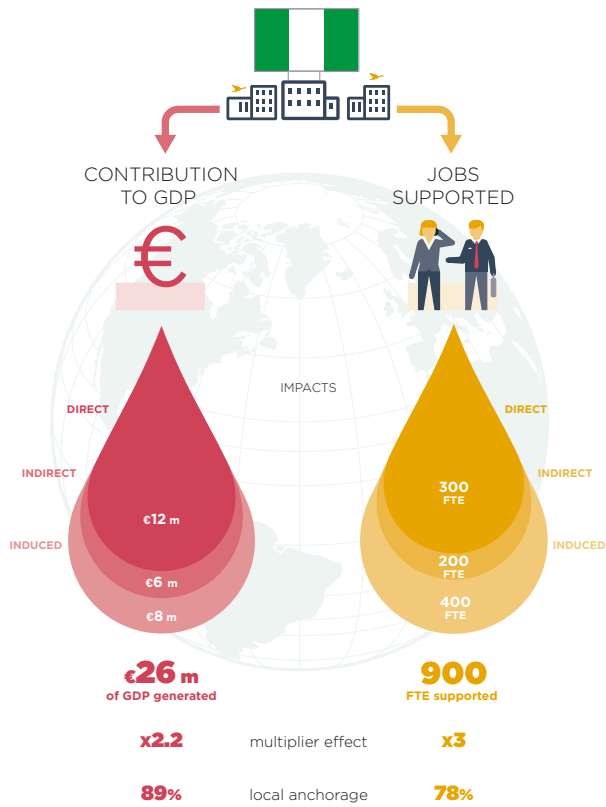 CONTRIBUTION
TO GDP
JOBS
SUPPORTED
€
IMPACTS
DIRECT
DIRECT
INDIRECT
INDIRECT
INDUCED
INDUCED
€12 m
€6 m
€8 m
300
FTE
200
FTE
400
FTE
€26 m
of GDP generated
900
FTE supported
x2.2
multiplier effect
x3
89%
local anchorage
78%